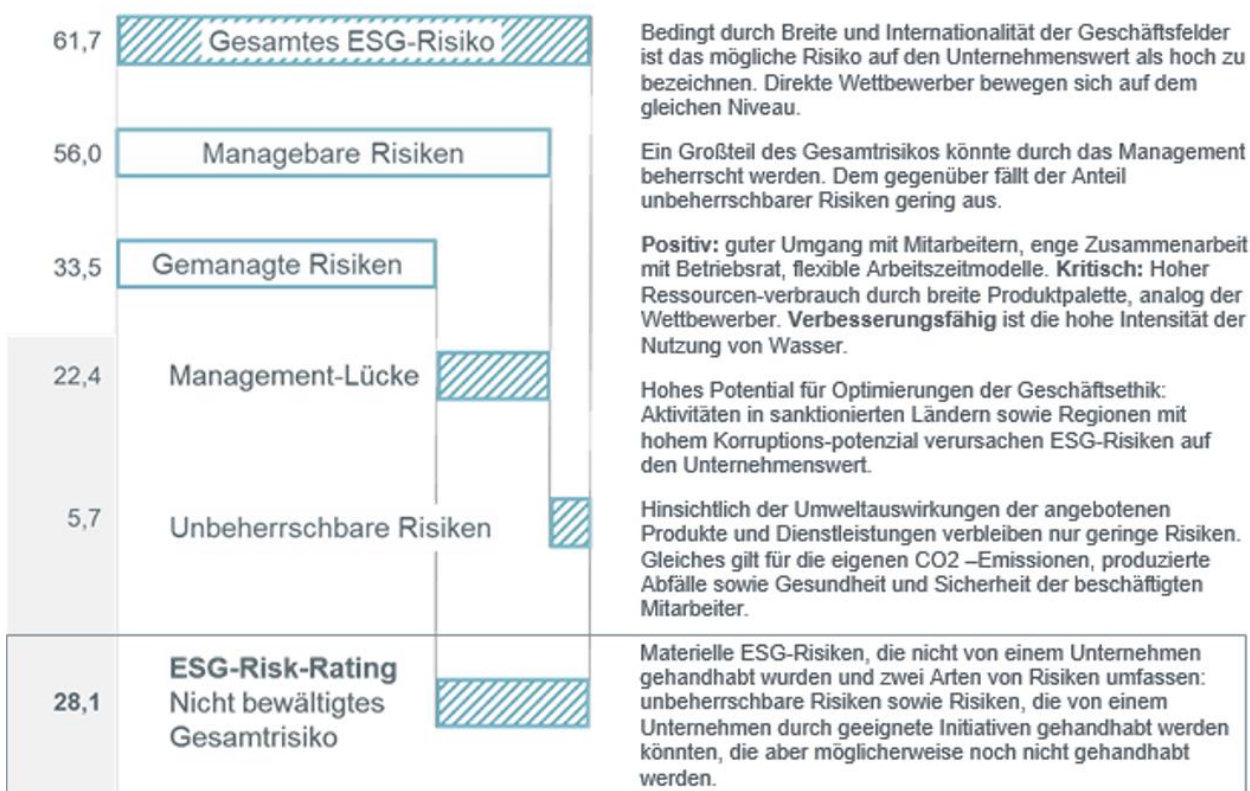 61,7
Gesamtes ESG-Risiko
Bedingt durch Breite und Internationalität der Geschäftsfelder
ist das mögliche Risiko auf den Unternehmenswert als hoch zu
bezeichnen. Direkte Wettbewerber bewegen sich auf dem
gleichen Niveau.
56,0
Managebare Risiken
Ein Großteil des Gesamtrisikos könnte durch das Management
beherrscht werden. Dem gegenüber fällt der Anteil
unbeherrschbarer Risiken gering aus.
33,5
Gemanagte Risiken
Positiv: guter Umgang mit Mitarbeitern, enge Zusammenarbeit
mit Betriebsrat, flexible Arbeitszeitmodelle. Kritisch: Hoher
Ressourcen-verbrauch durch breite Produktpalette, analog der
Wettbewerber. Verbesserungsfähig ist die hohe Intensität der
Nutzung von Wasser.
22,4
Management-Lücke
Hohes Potential für Optimierungen der Geschäftsethik:
Aktivitäten in sanktionierten Ländern sowie Regionen mit
hohem Korruptions-potenzial verursachen ESG-Risiken auf
den Unternehmenswert.
5,7
Unbeherrschbare Risiken
Hinsichtlich der Umweltauswirkungen der angebotenen
Produkte und Dienstleistungen verbleiben nur geringe Risiken.
Gleiches gilt für die eigenen CO2 –Emissionen, produzierte
Abfälle sowie Gesundheit und Sicherheit der beschäftigten
Mitarbeiter.
28,1
ESG-Risk-Rating
Nicht bewältigtes
Gesamtrisiko
Materielle ESG-Risiken, die nicht von einem Unternehmen
gehandhabt wurden und zwei Arten von Risiken umfassen:
unbeherrschbare Risiken sowie Risiken, die von einem
Unternehmen durch geeignete Initiativen gehandhabt werden
könnten, die aber möglicherweise noch nicht gehandhabt
werden.